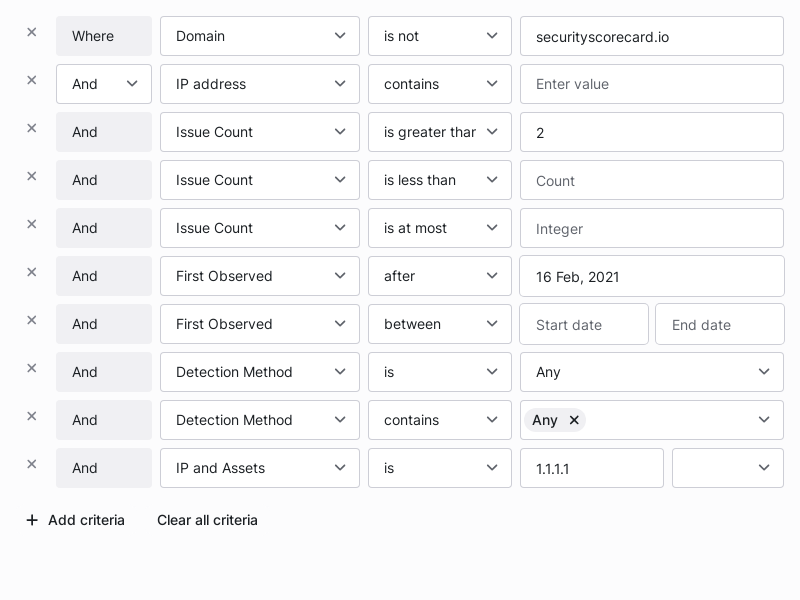 Where Domain is not securityscorecard.io
And IP address contains Enter value
And Issue Count is greater than 2
And Issue Count is less than Count
And Issue Count is at most Integer
And First Observed after 16 Feb, 2021
And First Observed between Start date End date
And Detection Method is Any
And Detection Method contains Any
And IP and Assets is 1.1.1.1
Add criteria Clear all criteria